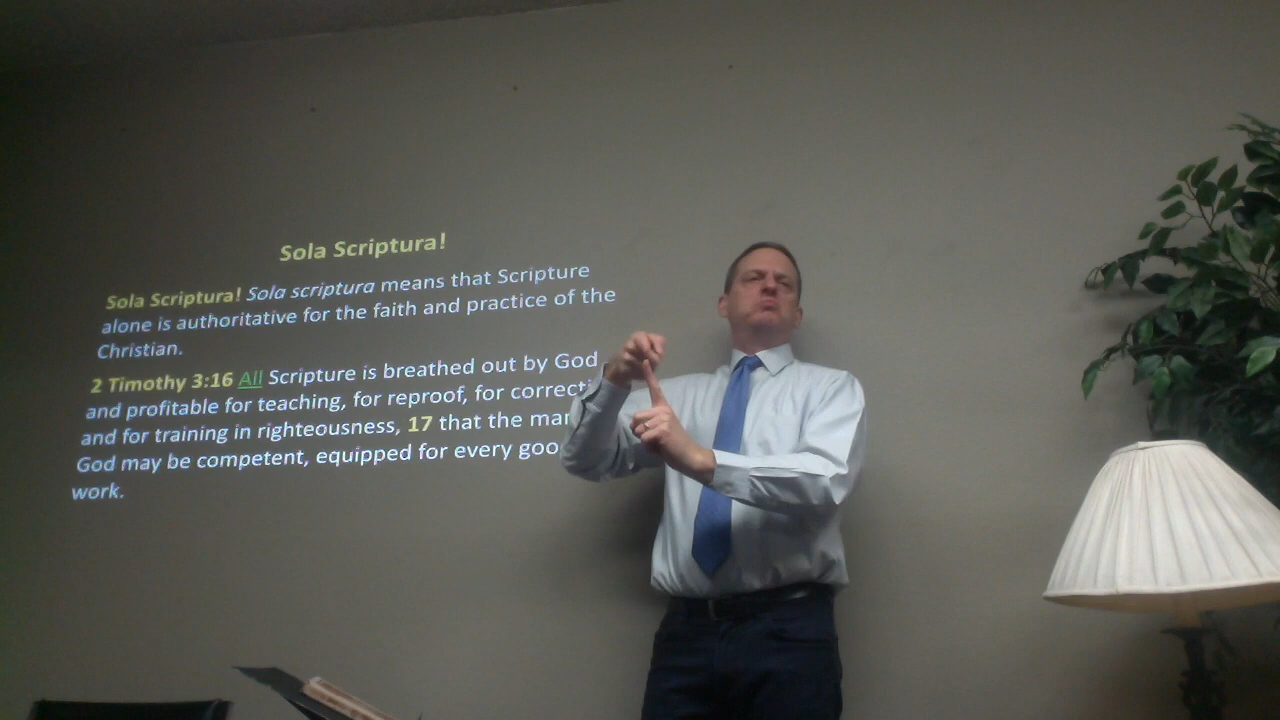 Sola Scriptura!
Sola Scriptura! Sola scriptura means that Scripture
alone is authoritative for the faith and practice of the
Christian.
2 Timothy 3:16 All Scripture is breathed out by God
and profitable for teaching, for reproof, for
and for training in righteousness, 17 that the
God may be competent, equipped for every
work.